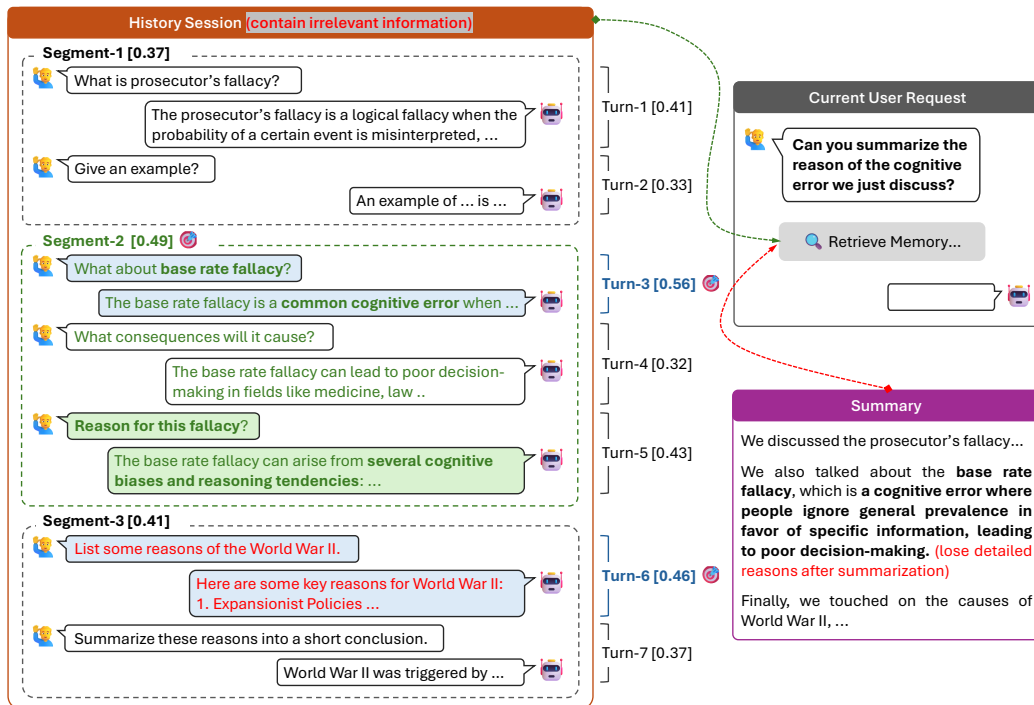 History Session (contain irrelevant information)
Segment-1 [0.37]
What is prosecutor's fallacy?
The prosecutor's fallacy is a logical fallacy when the
probability of a certain event is misinterpreted, ...
Turn-1 [0.41]
Give an example?
An example of ... is ...
Turn-2 [0.33]
Segment-2 [0.49]
What about base rate fallacy?
The base rate fallacy is a common cognitive error when ...
Turn-3 [0.56]
What consequences will it cause?
The base rate fallacy can lead to poor decision-
making in fields like medicine, law ..
Turn-4 [0.32]
Reason for this fallacy?
The base rate fallacy can arise from several cognitive
biases and reasoning tendencies: ...
Turn-5 [0.43]
Segment-3 [0.41]
List some reasons of the World War II.
Here are some key reasons for World War II:
1. Expansionist Policies ...
Turn-6 [0.46]
Summarize these reasons into a short conclusion.
World War II was triggered by ...
Turn-7 [0.37]
Current User Request
Can you summarize the
reason of the cognitive
error we just discuss?
Retrieve Memory...
Summary
We discussed the prosecutor's fallacy...
We also talked about the base rate
fallacy, which is a cognitive error where
people ignore general prevalence in
favor of specific information, leading
to poor decision-making. (lose detailed
reasons after summarization)
Finally, we touched on the causes of
World War II, ...